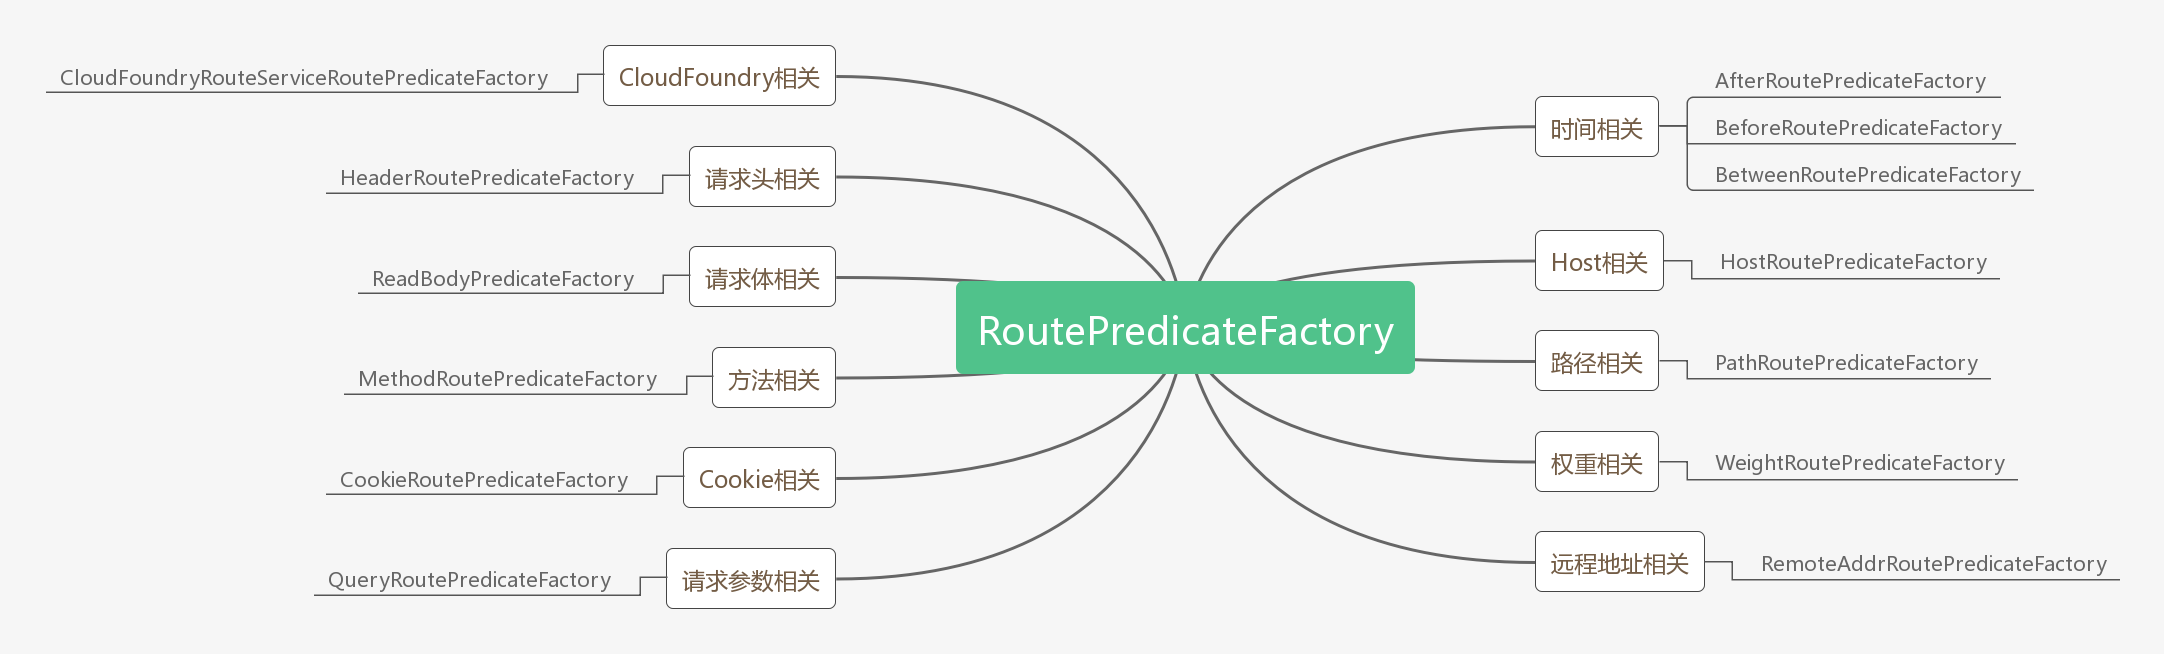 CloudFoundryRouteServiceRoutePredicateFactory
CloudFoundry相关
HeaderRoutePredicateFactory
请求头相关
ReadBodyPredicateFactory
请求体相关
MethodRoutePredicateFactory
方法相关
CookieRoutePredicateFactory
Cookie相关
QueryRoutePredicateFactory
请求参数相关
RoutePredicateFactory
时间相关
AfterRoutePredicateFactory
BeforeRoutePredicateFactory
BetweenRoutePredicateFactory
Host相关
HostRoutePredicateFactory
路径相关
PathRoutePredicateFactory
权重相关
WeightRoutePredicateFactory
远程地址相关
RemoteAddrRoutePredicateFactory